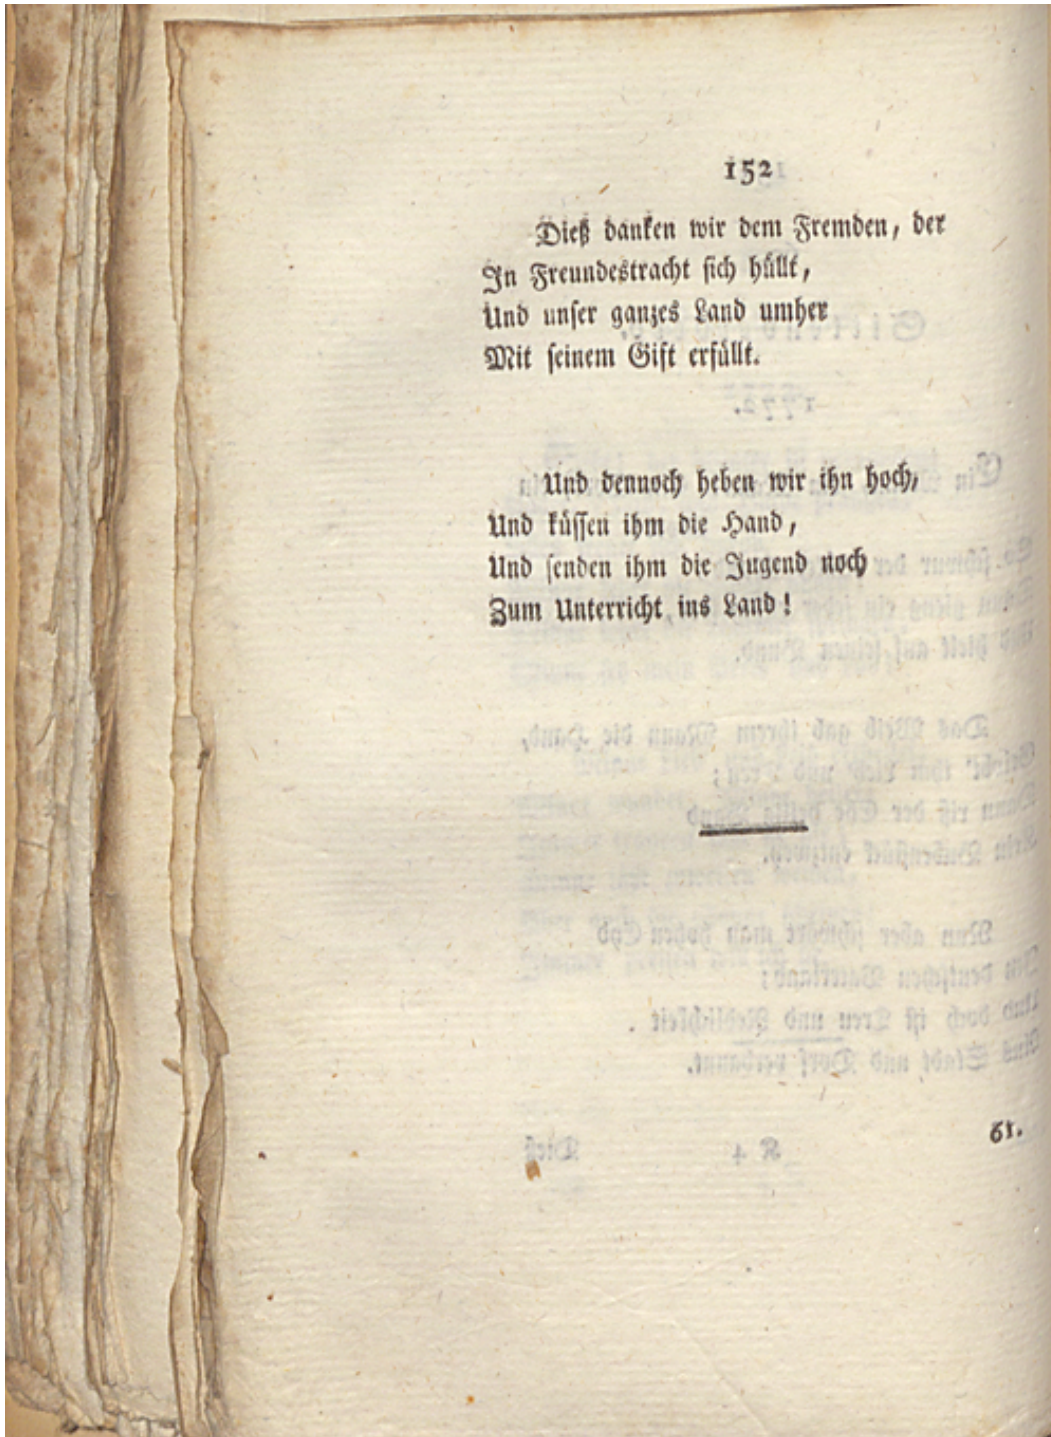 152
Dieß danken wir dem Fremden, der
In Freundestracht sich hüllt,
Und unser ganzes Land umher
Mit seinem Gift erfüllt.
Und dennoch heben wir ihn hoch,
Und küssen ihm die Hand,
Und senden ihm die Jugend noch
Zum Unterricht ins Land!
61.